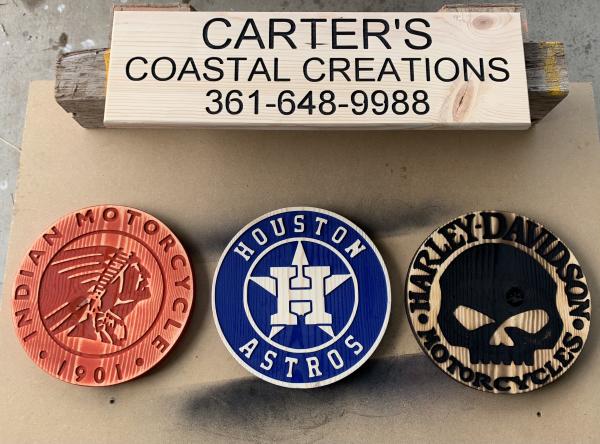 CARTER'S
COASTAL CREATIONS
361-648-9988
INDIAN MOTORCYCLE
• 1901 •
HOUSTON
H
ASTROS
HARLEY-DAVIDSON
• MOTORCYCLES •